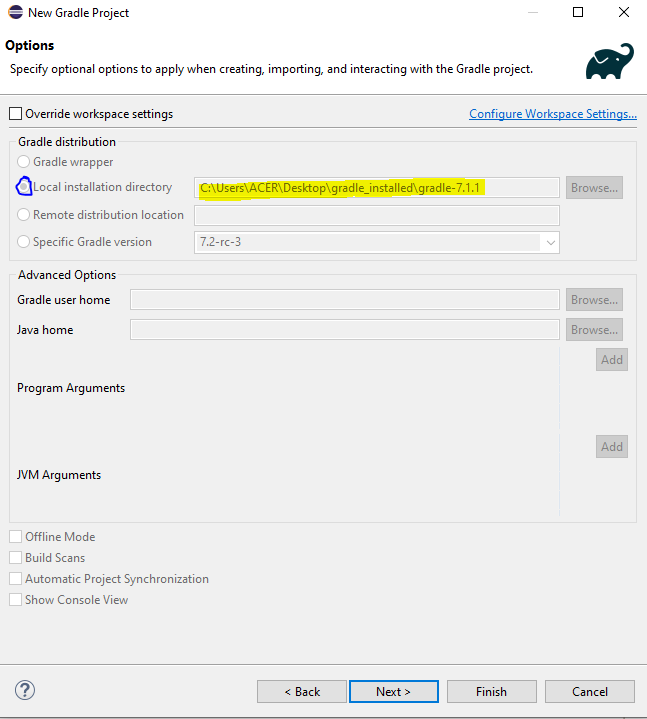 New Gradle Project
Options
Specify optional options to apply when creating, importing, and interacting with the Gradle project.
Override workspace settings
Configure Workspace Settings...
Gradle distribution
Gradle wrapper
Local installation directory C:\Users\ACER\Desktop\gradle_installed\gradle-7.1.1 Browse...
Remote distribution location
Specific Gradle version 7.2-rc-3
Advanced Options
Gradle user home Browse...
Java home Browse...
Add
Program Arguments
Add
JVM Arguments
Offline Mode
Build Scans
Automatic Project Synchronization
Show Console View
? < Back Next > Finish Cancel